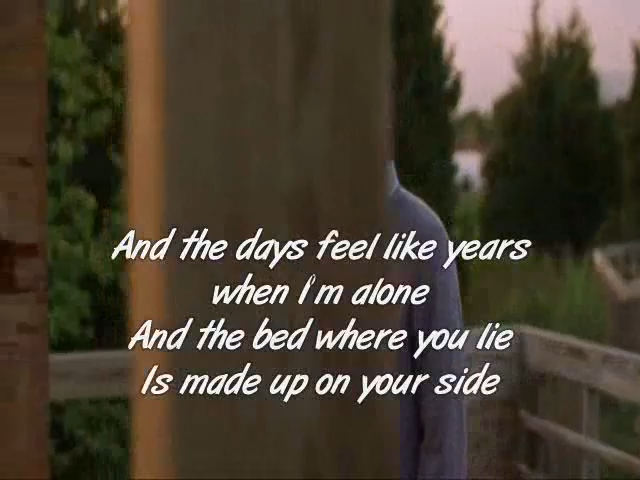 And the days feel like years
when I'm alone
And the bed where you lie
Is made up on your side